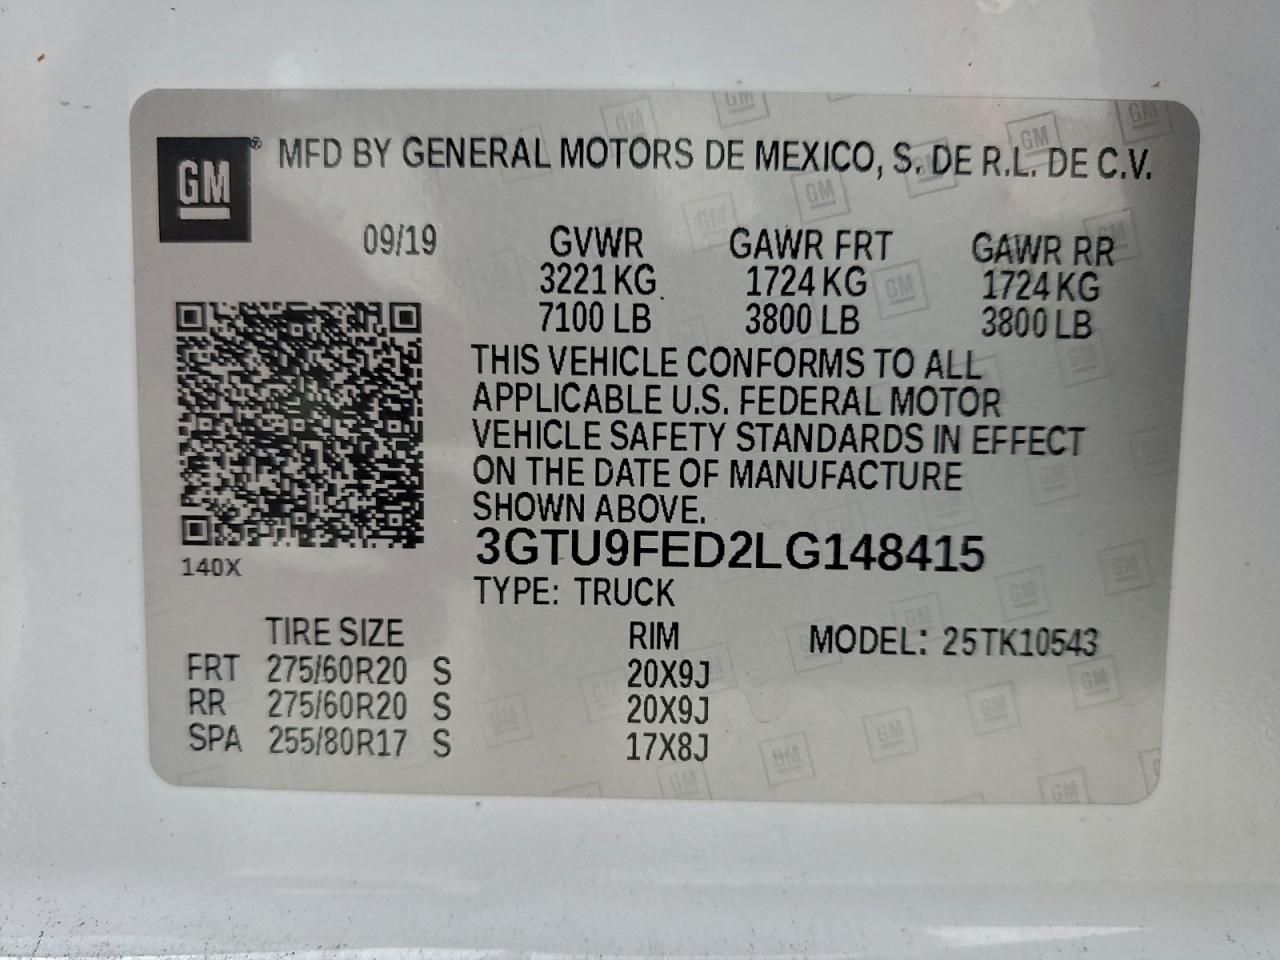 GM® MFD BY GENERAL MOTORS DE MEXICO, S. DE R.L. DE C.V.
09/19 GVWR GAWR FRT GAWR RR
3221 KG 1724 KG 1724 KG
7100 LB 3800 LB 3800 LB
THIS VEHICLE CONFORMS TO ALL
APPLICABLE U.S. FEDERAL MOTOR
VEHICLE SAFETY STANDARDS IN EFFECT
ON THE DATE OF MANUFACTURE
SHOWN ABOVE.
3GTU9FED2LG148415
140X
TYPE: TRUCK
TIRE SIZE RIM MODEL: 25TK10543
FRT 275/60R20 S 20X9J
RR 275/60R20 S 20X9J
SPA 255/80R17 S 17X8J